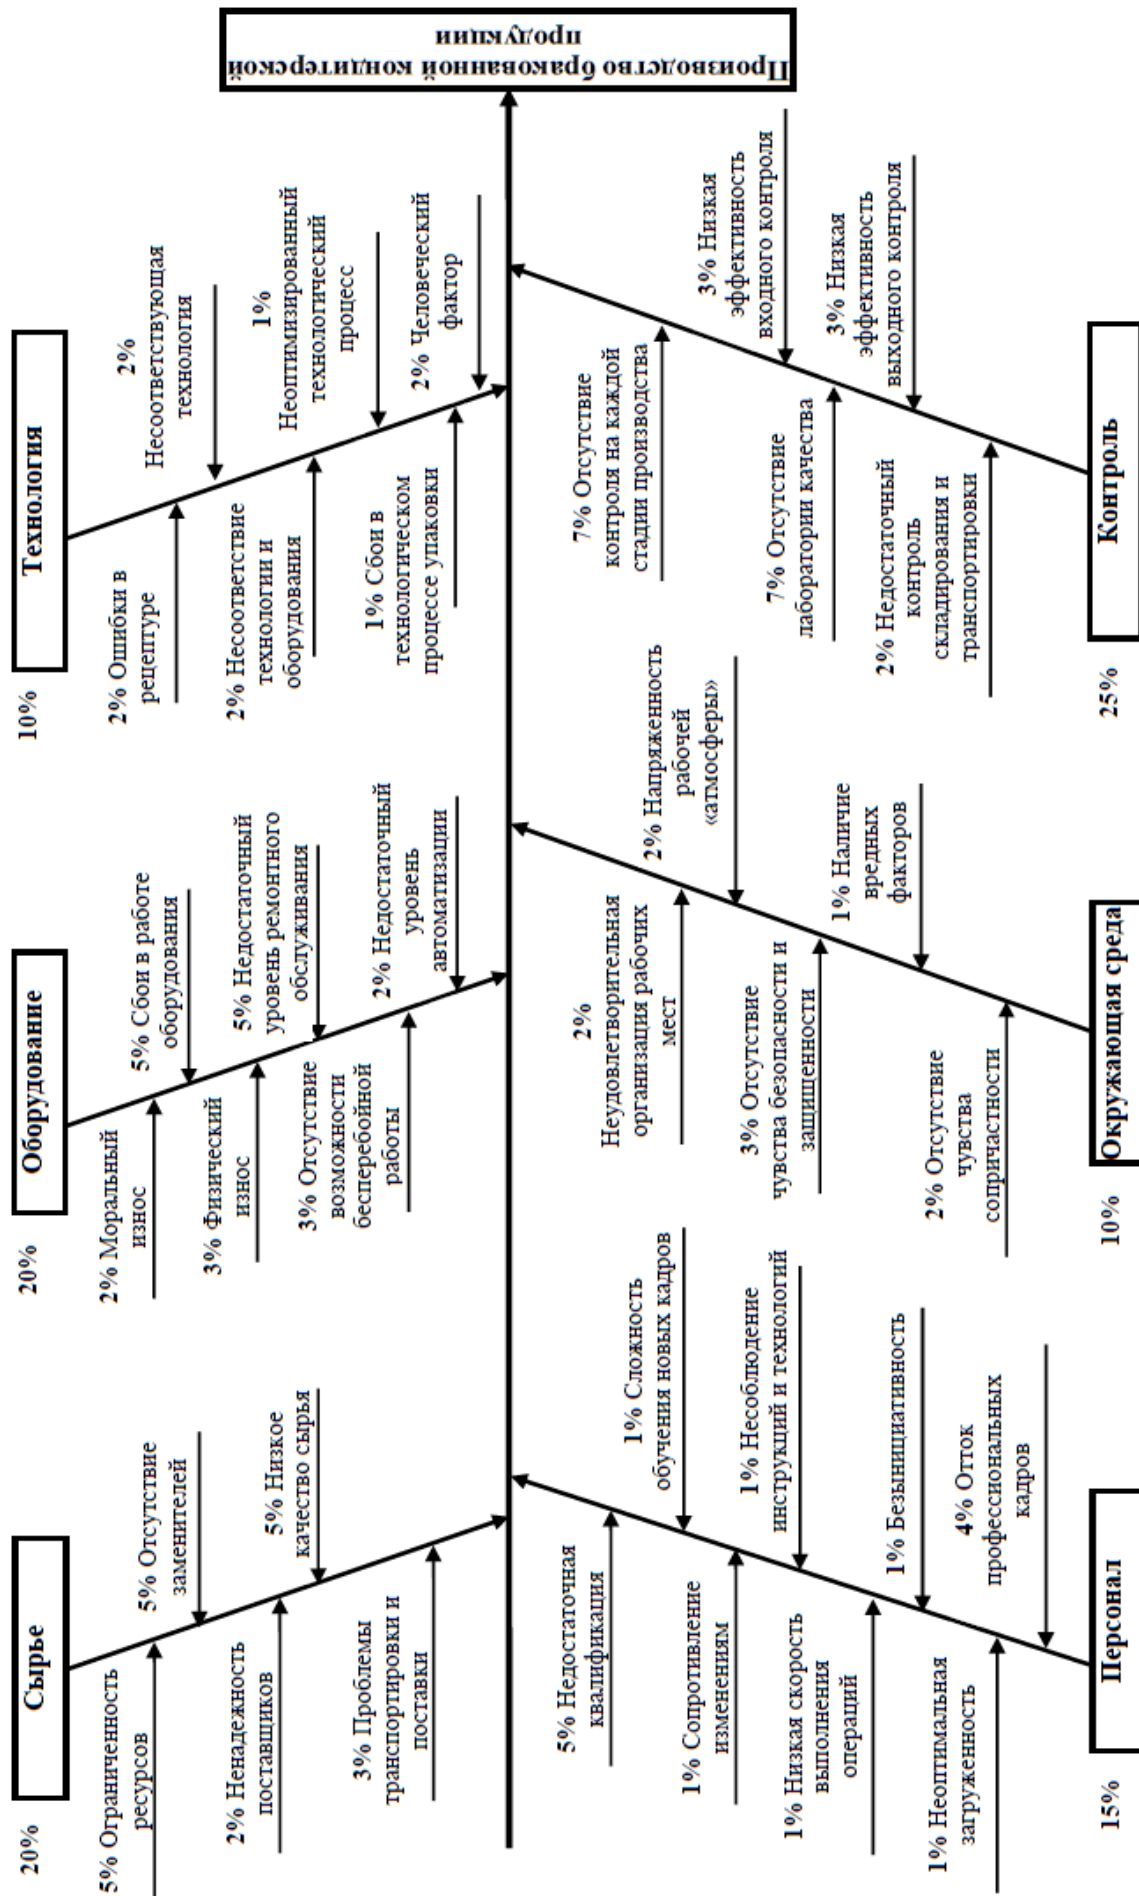 20%
Сырье
5% Ограниченность
ресурсов
5% Отсутствие
заменителей
2% Ненадежность
поставщиков
5% Низкое
качество сырья
3% Проблемы
транспортировки и
поставки
20%
Оборудование
2% Моральный
износ
5% Сбои в работе
оборудования
3% Физический
износ
5% Недостаточный
уровень ремонтного
обслуживания
3% Отсутствие
возможности
бесперебойной
работы
2% Недостаточный
уровень
автоматизации
10%
Технология
2% Ошибки в
рецептуре
2%
Несоответствующая
технология
2% Несоответствие
технологии и
оборудования
1%
Неоптимизированный
технологический
процесс
1% Сбои в
технологическом
процессе упаковки
2% Человеческий
фактор
Производство бракованной кондитерской
продукции
5% Недостаточная
квалификация
1% Сложность
обучения новых кадров
1% Сопротивление
изменениям
1% Несоблюдение
инструкций и технологий
1% Низкая скорость
выполнения
операций
1% Безынициативность
1% Неоптимальная
загруженность
4% Отток
профессиональных
кадров
15%
Персонал
2%
Неудовлетворительная
организация рабочих
мест
2% Напряженность
рабочей
«атмосферы»
3% Отсутствие
чувства безопасности и
защищенности
1% Наличие
вредных
факторов
2% Отсутствие
чувства
сопричастности
10%
Окружающая среда
7% Отсутствие
контроля на каждой
стадии производства
3% Низкая
эффективность
входного контроля
7% Отсутствие
лаборатории качества
3% Низкая
эффективность
выходного контроля
2% Недостаточный
контроль
складирования и
транспортировки
25%
Контроль